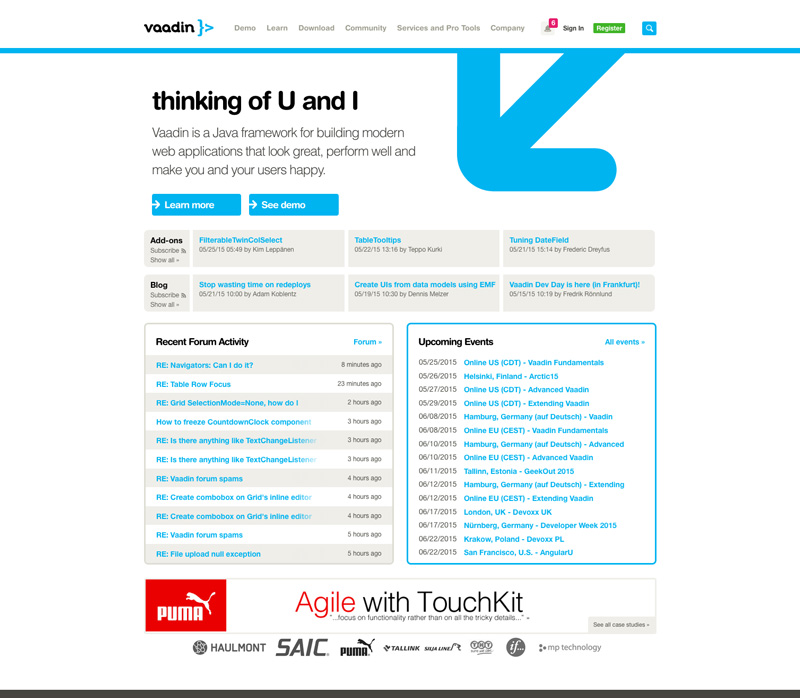 vaadin }>
Demo Learn Download Community Services and Pro Tools Company 6 Sign In Register
thinking of U and I
Vaadin is a Java framework for building modern
web applications that look great, perform well and
make you and your users happy.
Learn more See demo
Add-ons
Subscribe
Show all »
FilterableTwinColSelect
05/25/15 05:49 by Kim Leppänen
TableTooltips
05/22/15 13:16 by Teppo Kurki
Tuning DateField
05/21/15 15:14 by Frederic Dreyfus
Blog
Subscribe
Show all »
Stop wasting time on redeploys
05/21/15 10:00 by Adam Koblentz
Create UIs from data models using EMF
05/19/15 10:30 by Dennis Melzer
Vaadin Dev Day is here (in Frankfurt)!
05/15/15 10:19 by Fredrik Rönnlund
Recent Forum Activity Forum »
RE: Navigators: Can I do it? 8 minutes ago
RE: Table Row Focus 23 minutes ago
RE: Grid SelectionMode=None, how do I 2 hours ago
How to freeze CountdownClock component 3 hours ago
RE: Is there anything like TextChangeListener 3 hours ago
RE: Is there anything like TextChangeListener 3 hours ago
RE: Vaadin forum spams 4 hours ago
RE: Create combobox on Grid's inline editor 4 hours ago
RE: Create combobox on Grid's inline editor 4 hours ago
RE: Vaadin forum spams 5 hours ago
RE: File upload null exception 5 hours ago
Upcoming Events All events »
05/25/2015 Online US (CDT) - Vaadin Fundamentals
05/26/2015 Helsinki, Finland - Arctic15
05/27/2015 Online US (CDT) - Advanced Vaadin
05/29/2015 Online US (CDT) - Extending Vaadin
06/08/2015 Hamburg, Germany (auf Deutsch) - Vaadin
06/08/2015 Online EU (CEST) - Vaadin Fundamentals
06/10/2015 Hamburg, Germany (auf Deutsch) - Advanced
06/10/2015 Online EU (CEST) - Advanced Vaadin
06/11/2015 Tallinn, Estonia - GeekOut 2015
06/12/2015 Hamburg, Germany (auf Deutsch) - Extending
06/12/2015 Online EU (CEST) - Extending Vaadin
06/17/2015 London, UK - Devoxx UK
06/17/2015 Nürnberg, Germany - Developer Week 2015
06/22/2015 Krakow, Poland - Devoxx PL
06/22/2015 San Francisco, U.S. - AngularU
PUMA
Agile with TouchKit
"...focus on functionality rather than on all the tricky details..." »
See all case studies »
HAULMONT SAIC PUMA TALLINK SILJA LINE TNT if... mp technology